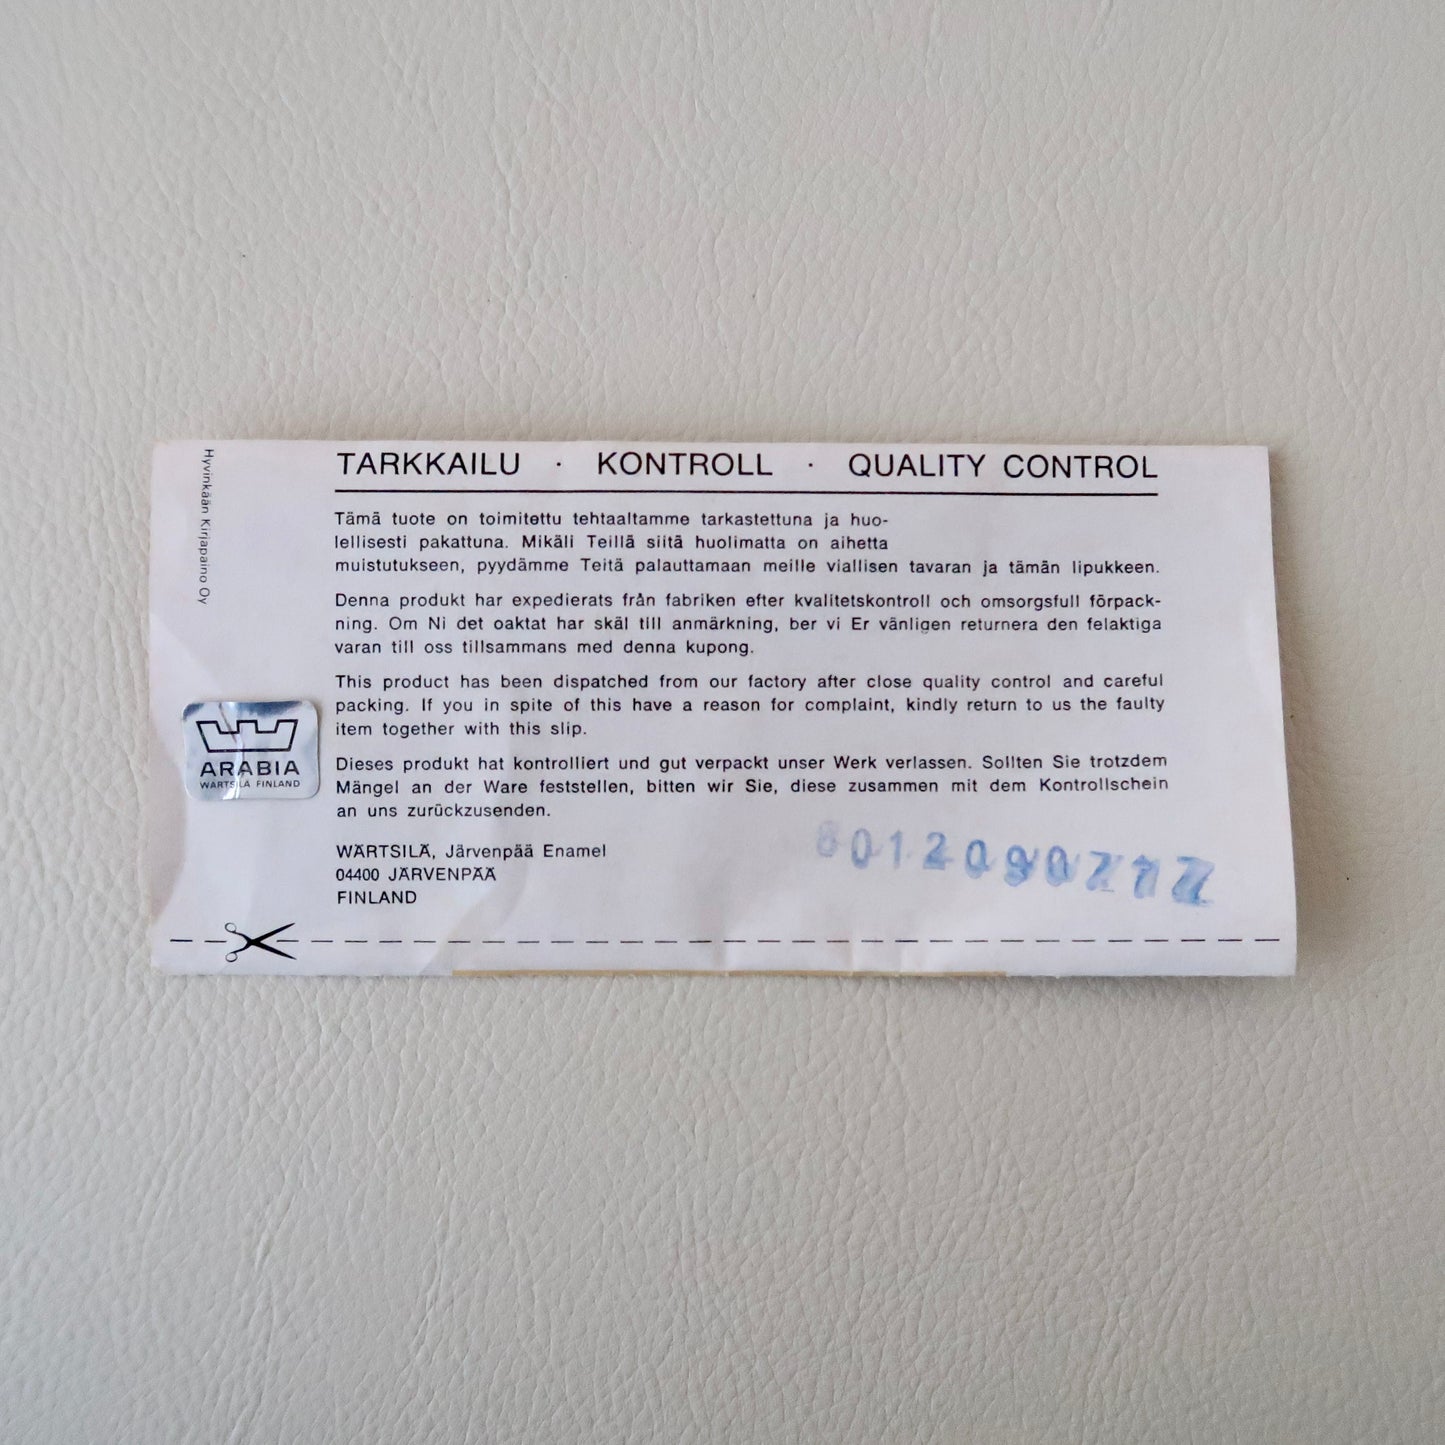 TARKKAILU · KONTROLL · QUALITY CONTROL
Tämä tuote on toimitettu tehtaaltamme tarkastettuna ja huo-
lellisesti pakattuna. Mikäli Teillä siitä huolimatta on aihetta
muistutukseen, pyydämme Teitä palauttamaan meille viallisen tavaran ja tämän lipukkeen.
Denna produkt har expedierats från fabriken efter kvalitetskontroll och omsorgsfull förpack-
ning. Om Ni det oaktat har skäl till anmärkning, ber vi Er vänligen returnera den felaktiga
varan till oss tillsammans med denna kupong.
This product has been dispatched from our factory after close quality control and careful
packing. If you in spite of this have a reason for complaint, kindly return to us the faulty
item together with this slip.
Dieses produkt hat kontrolliert und gut verpackt unser Werk verlassen. Sollten Sie trotzdem
Mängel an der Ware feststellen, bitten wir Sie, diese zusammen mit dem Kontrollschein
an uns zurückzusenden.
WÄRTSILÄ, Järvenpää Enamel
04400 JÄRVENPÄÄ
FINLAND
Hyvinkään Kirjapaino Oy
ARABIA
WÄRTSILÄ FINLAND